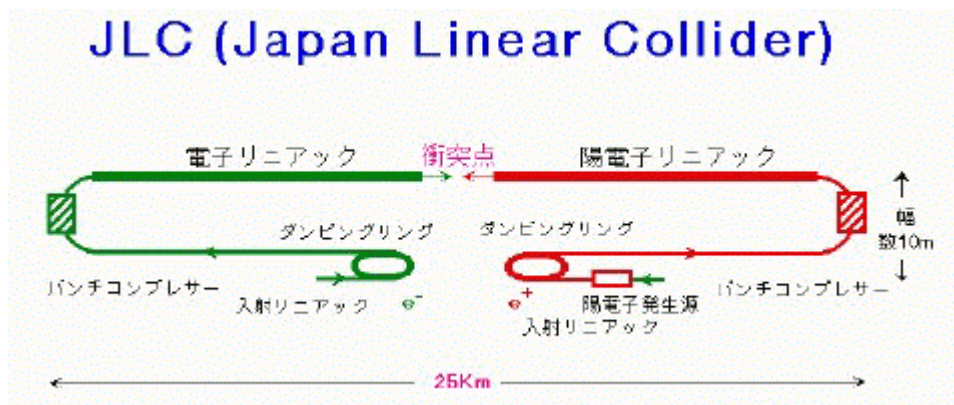 JLC (Japan Linear Collider)
電子リニアック 衝突点 陽電子リニアック
幅
数10m
ダンピングリング ダンピングリング
バンチコンプレサー 入射リニアック e- e+ 陽電子発生源 バンチコンプレサー
入射リニアック
25Km